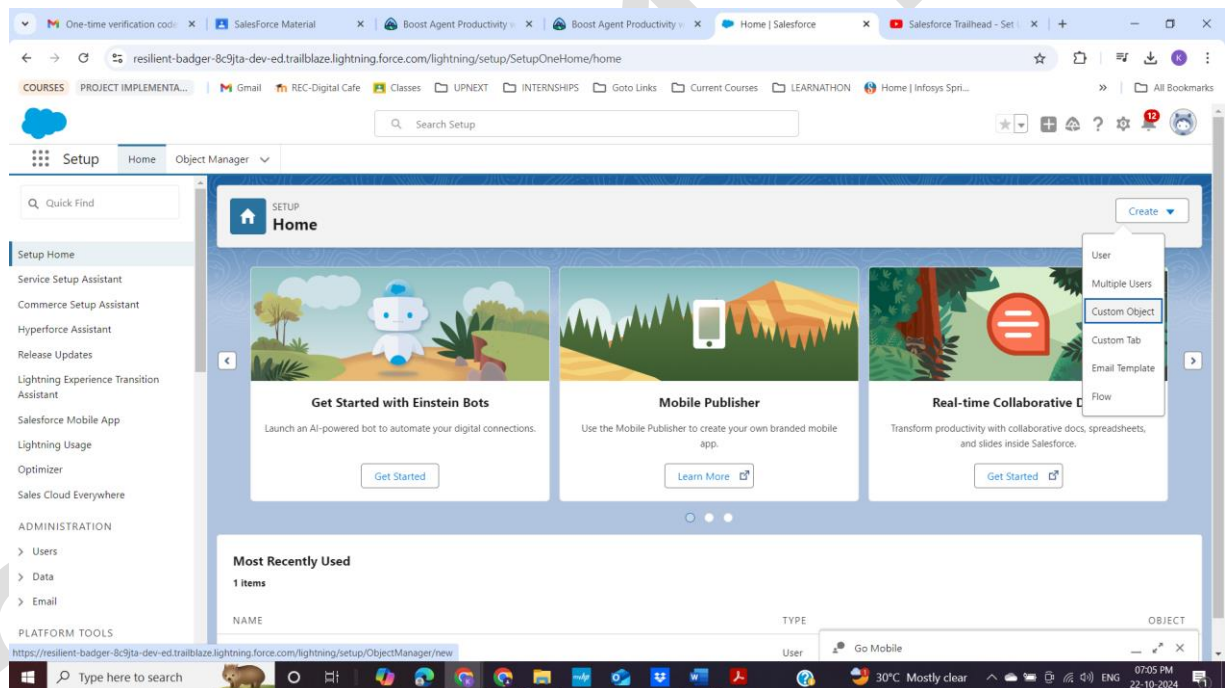 One-time verification code
SalesForce Material
Boost Agent Productivity
Boost Agent Productivity
Home | Salesforce
Salesforce Trailhead - Set
resilient-badger-8c9jta-dev-ed.trailblaze.lightning.force.com/lightning/setup/SetupOneHome/home
K
COURSES
PROJECT IMPLEMENTA...
Gmail
REC-Digital Cafe
Classes
UPNEXT
INTERNSHIPS
Goto Links
Current Courses
LEARNATHON
Home | Infosys Spri...
All Bookmarks
Search Setup
12
Setup
Home
Object Manager
Quick Find
SETUP
Home
Create
User
Multiple Users
Custom Object
Custom Tab
Email Template
Flow
Setup Home
Service Setup Assistant
Commerce Setup Assistant
Hyperforce Assistant
Release Updates
Lightning Experience Transition
Assistant
Salesforce Mobile App
Lightning Usage
Optimizer
Sales Cloud Everywhere
ADMINISTRATION
Users
Data
Email
PLATFORM TOOLS
Get Started with Einstein Bots
Launch an AI-powered bot to automate your digital connections.
Get Started
Mobile Publisher
Use the Mobile Publisher to create your own branded mobile
app.
Learn More
Real-time Collaborative D
Transform productivity with collaborative docs, spreadsheets,
and slides inside Salesforce.
Get Started
Most Recently Used
1 items
NAME
TYPE
OBJECT
User
Go Mobile
https://resilient-badger-8c9jta-dev-ed.trailblaze.lightning.force.com/lightning/setup/ObjectManager/new
Type here to search
30°C Mostly clear
ENG
07:05 PM
22-10-2024
1